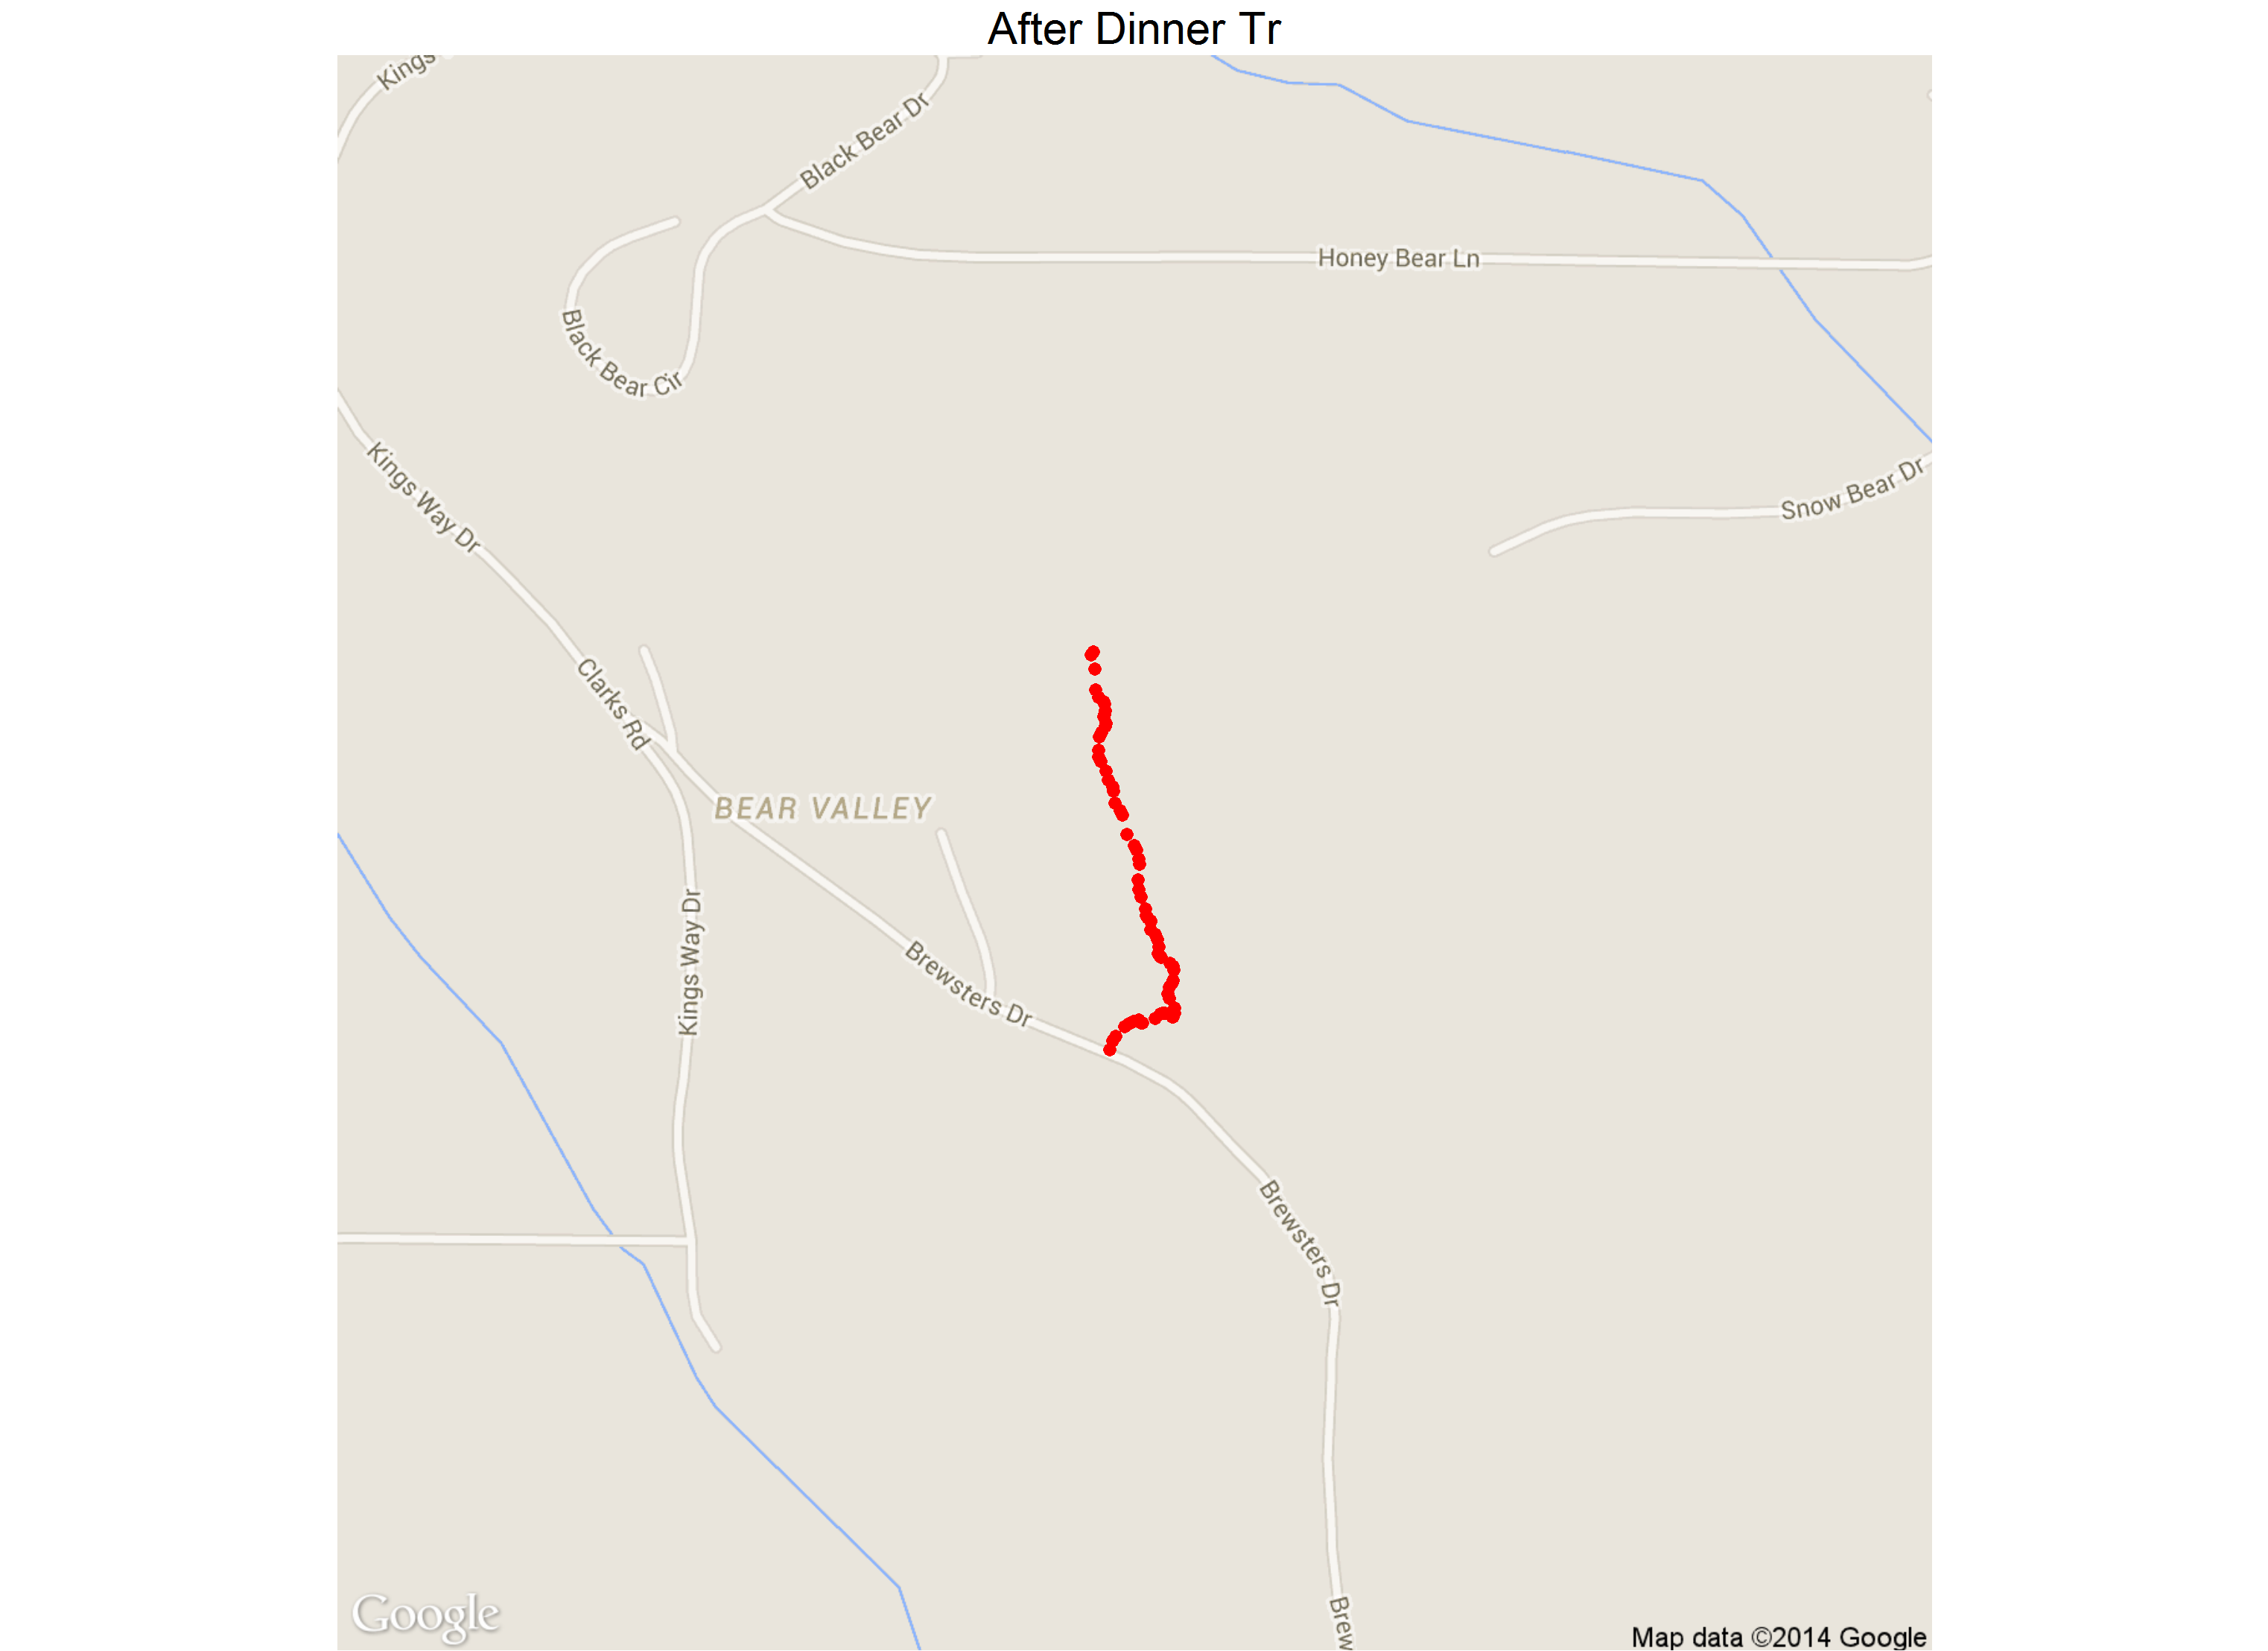 After Dinner Tr
Kings
Black Bear Dr
Honey Bear Ln
Black Bear Cir
Kings Way Dr
Snow Bear Dr
Clarks Rd
BEAR VALLEY
Kings Way Dr
Brewsters Dr
Brewsters Dr
Brew
Google
Map data ©2014 Google